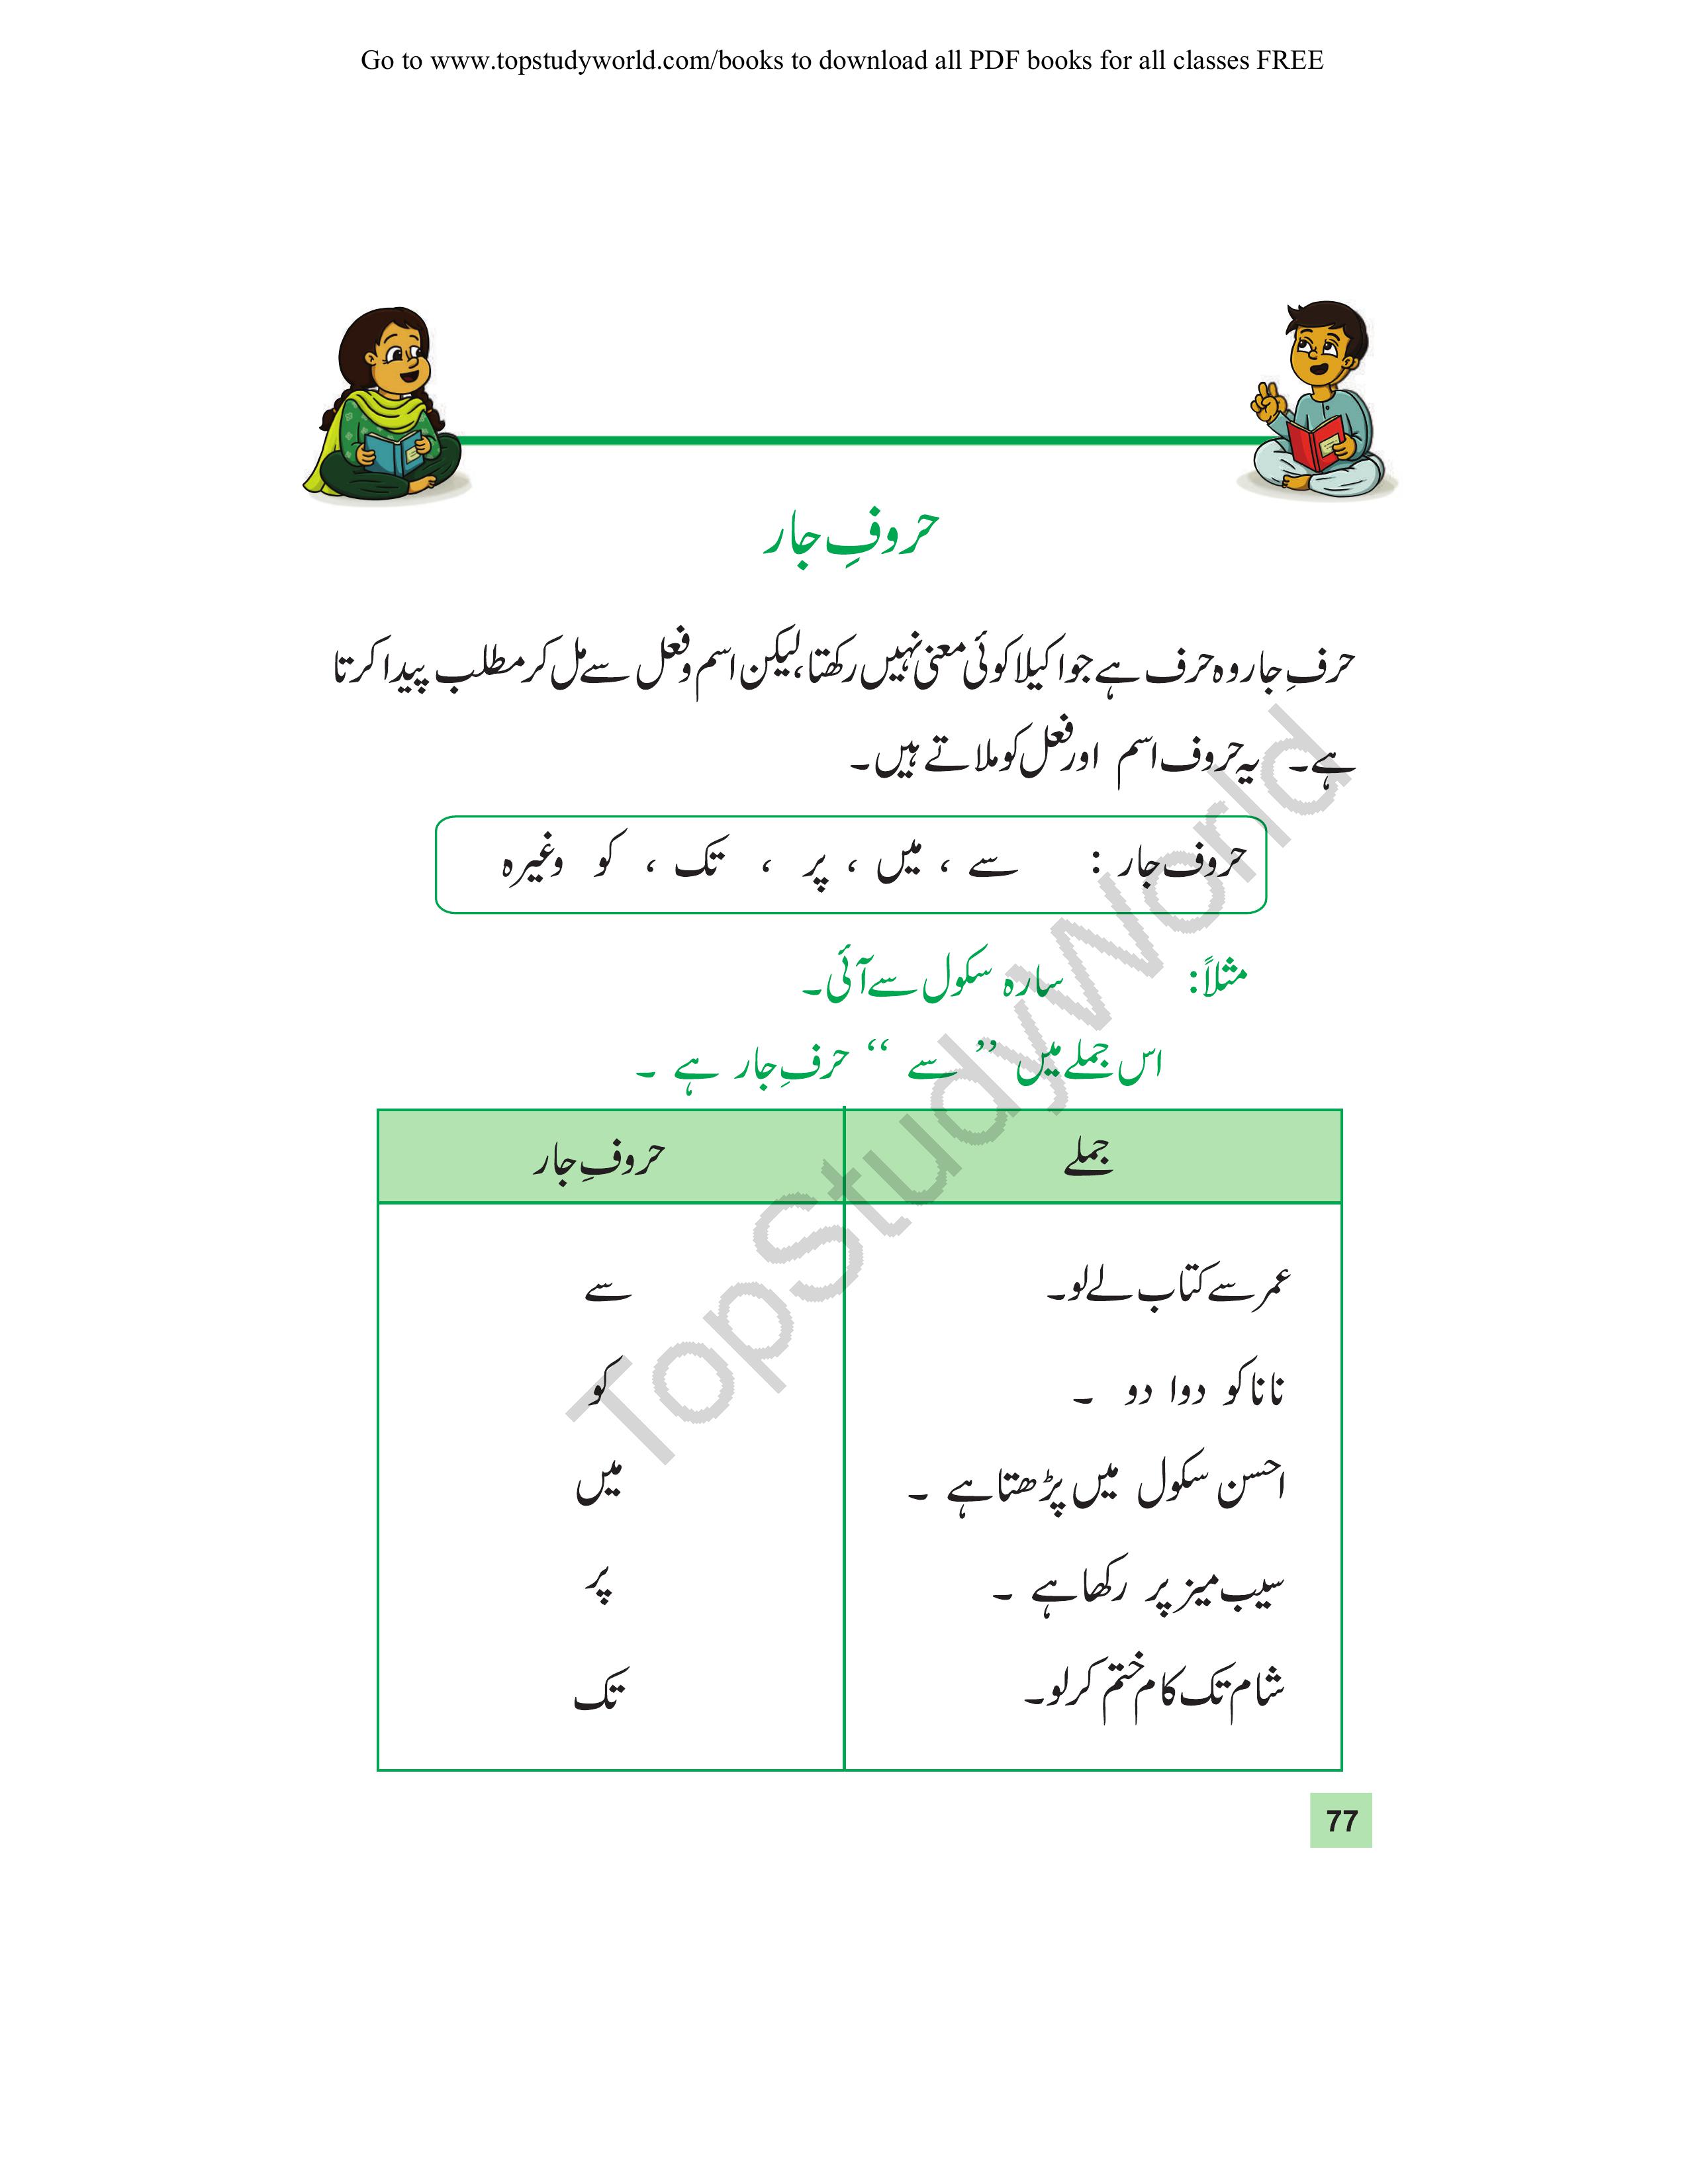 Go to www.topstudyworld.com/books to download all PDF books for all classes FREE
حروفِ جار
حرفِ جار وہ حرف ہے جو اکیلا کوئی معنی نہیں رکھتا، لیکن اسم و فعل سے مل کر مطلب پیدا کرتا
ہے۔ یہ حروف اسم اور فعل کو ملاتے ہیں۔
حروف جار : سے ، میں ، پر ، تک ، کو وغیرہ
مثلاً: سارہ سکول سے آئی۔
اس جملے میں ’’ سے ‘‘ حرفِ جار ہے ۔
جملے حروفِ جار
عمر سے کتاب لے لو۔ سے
نانا کو دوا دو ۔ کو
احسن سکول میں پڑھتا ہے ۔ میں
سیب میز پر رکھا ہے ۔ پر
شام تک کام ختم کر لو۔ تک
77
TopStudyWorld